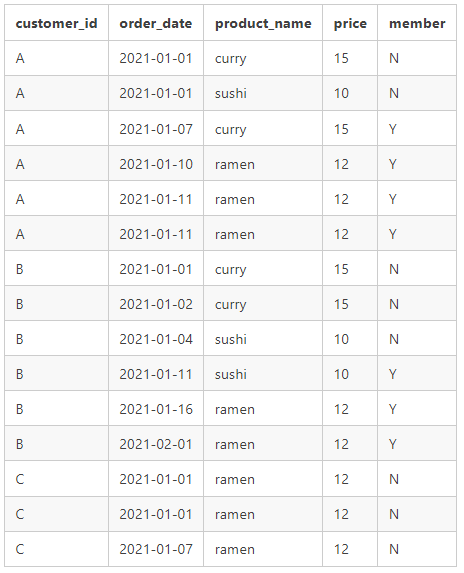 customer_id order_date product_name price member
A 2021-01-01 curry 15 N
A 2021-01-01 sushi 10 N
A 2021-01-07 curry 15 Y
A 2021-01-10 ramen 12 Y
A 2021-01-11 ramen 12 Y
A 2021-01-11 ramen 12 Y
B 2021-01-01 curry 15 N
B 2021-01-02 curry 15 N
B 2021-01-04 sushi 10 N
B 2021-01-11 sushi 10 Y
B 2021-01-16 ramen 12 Y
B 2021-02-01 ramen 12 Y
C 2021-01-01 ramen 12 N
C 2021-01-01 ramen 12 N
C 2021-01-07 ramen 12 N